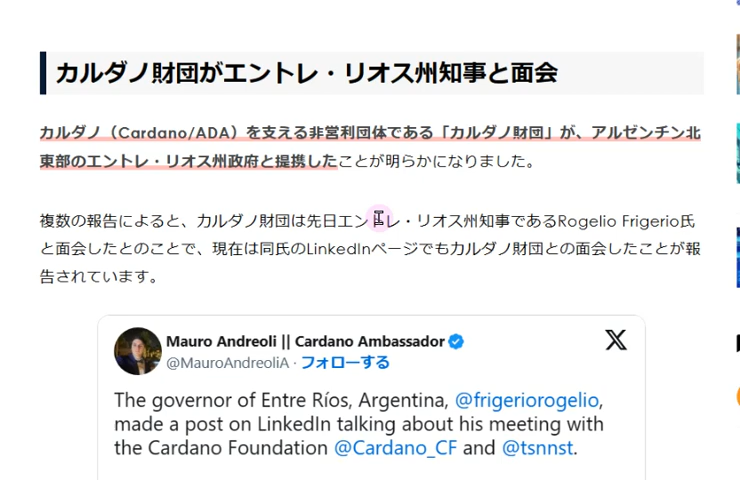 カルダノ財団がエントレ・リオス州知事と面会
カルダノ（Cardano/ADA）を支える非営利団体である「カルダノ財団」が、アルゼンチン北
東部のエントレ・リオス州政府と提携したことが明らかになりました。
複数の報告によると、カルダノ財団は先日エントレ・リオス州知事であるRogelio Frigerio氏
と面会したとのことで、現在は同氏のLinkedInページでもカルダノ財団との面会したことが報
告されています。
Mauro Andreoli || Cardano Ambassador
@MauroAndreoliA · フォローする
The governor of Entre Ríos, Argentina, @frigeriorogelio,
made a post on LinkedIn talking about his meeting with
the Cardano Foundation @Cardano_CF and @tsnnst.